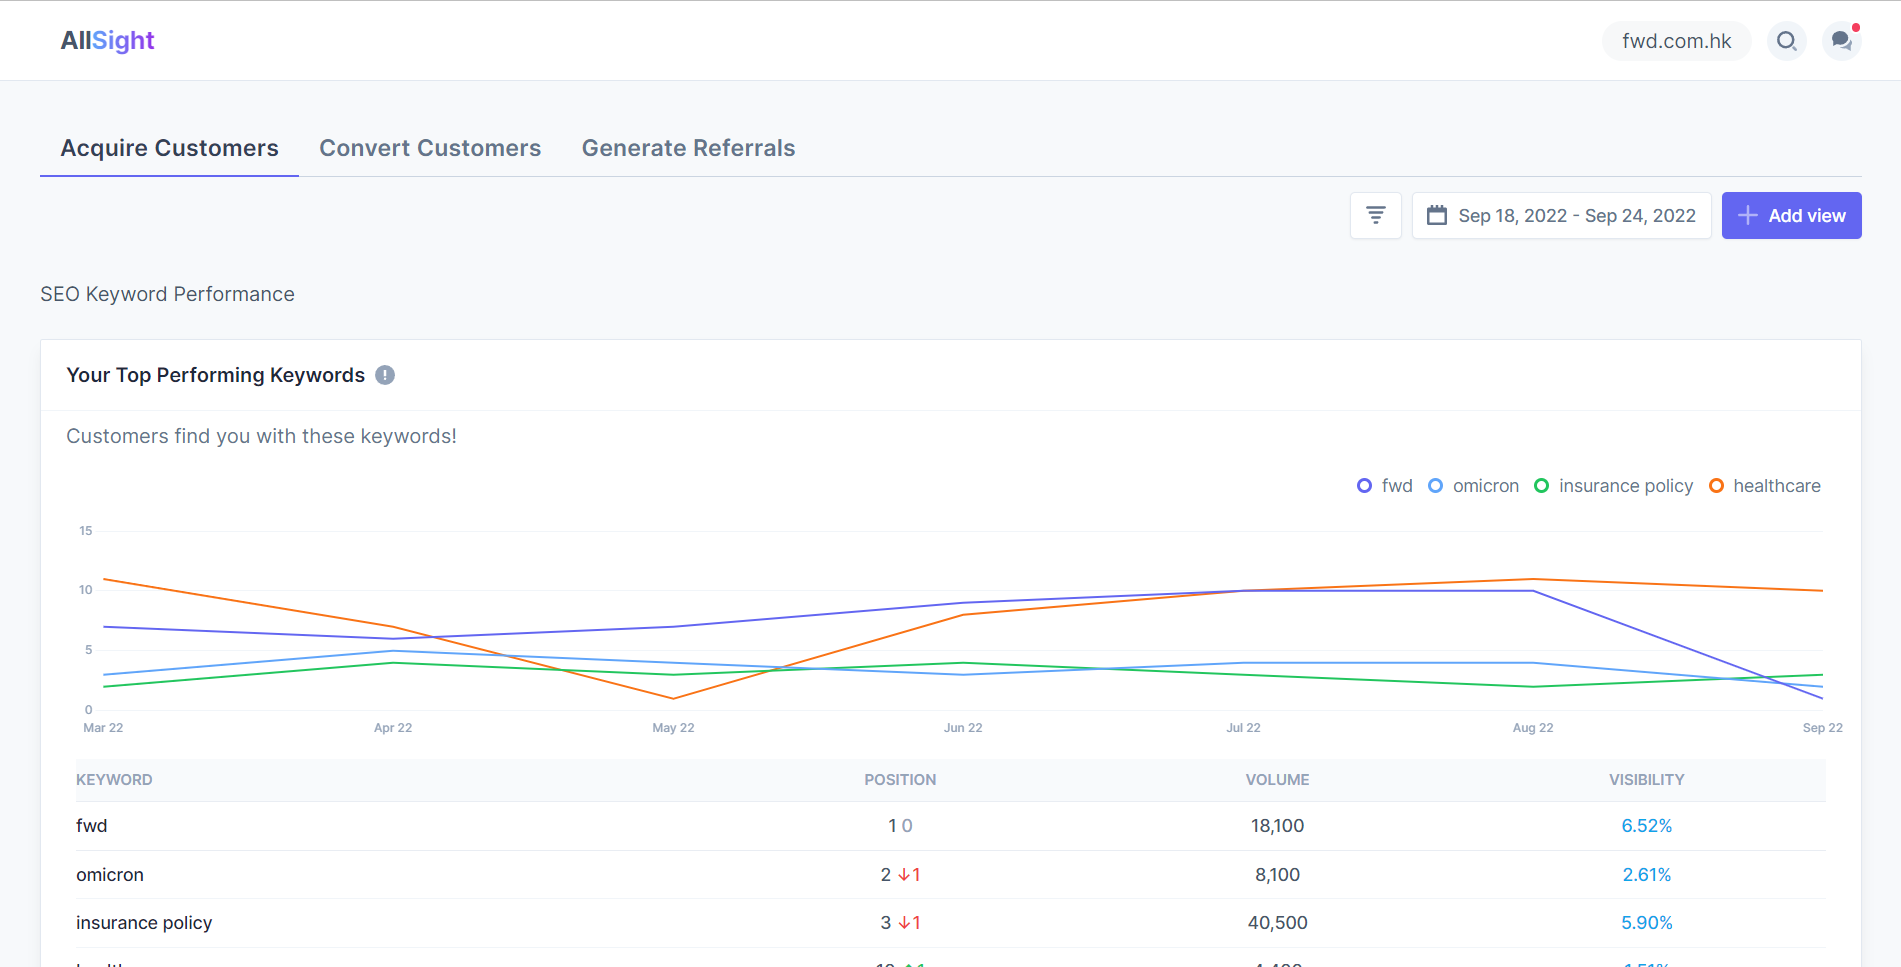 AllSight
fwd.com.hk
Acquire Customers Convert Customers Generate Referrals
Sep 18, 2022 - Sep 24, 2022 Add view
SEO Keyword Performance
Your Top Performing Keywords
Customers find you with these keywords!
fwd omicron insurance policy healthcare
15
10
5
0
Mar 22 Apr 22 May 22 Jun 22 Jul 22 Aug 22 Sep 22
KEYWORD POSITION VOLUME VISIBILITY
fwd 1 0 18,100 6.52%
omicron 2 ↓1 8,100 2.61%
insurance policy 3 ↓1 40,500 5.90%